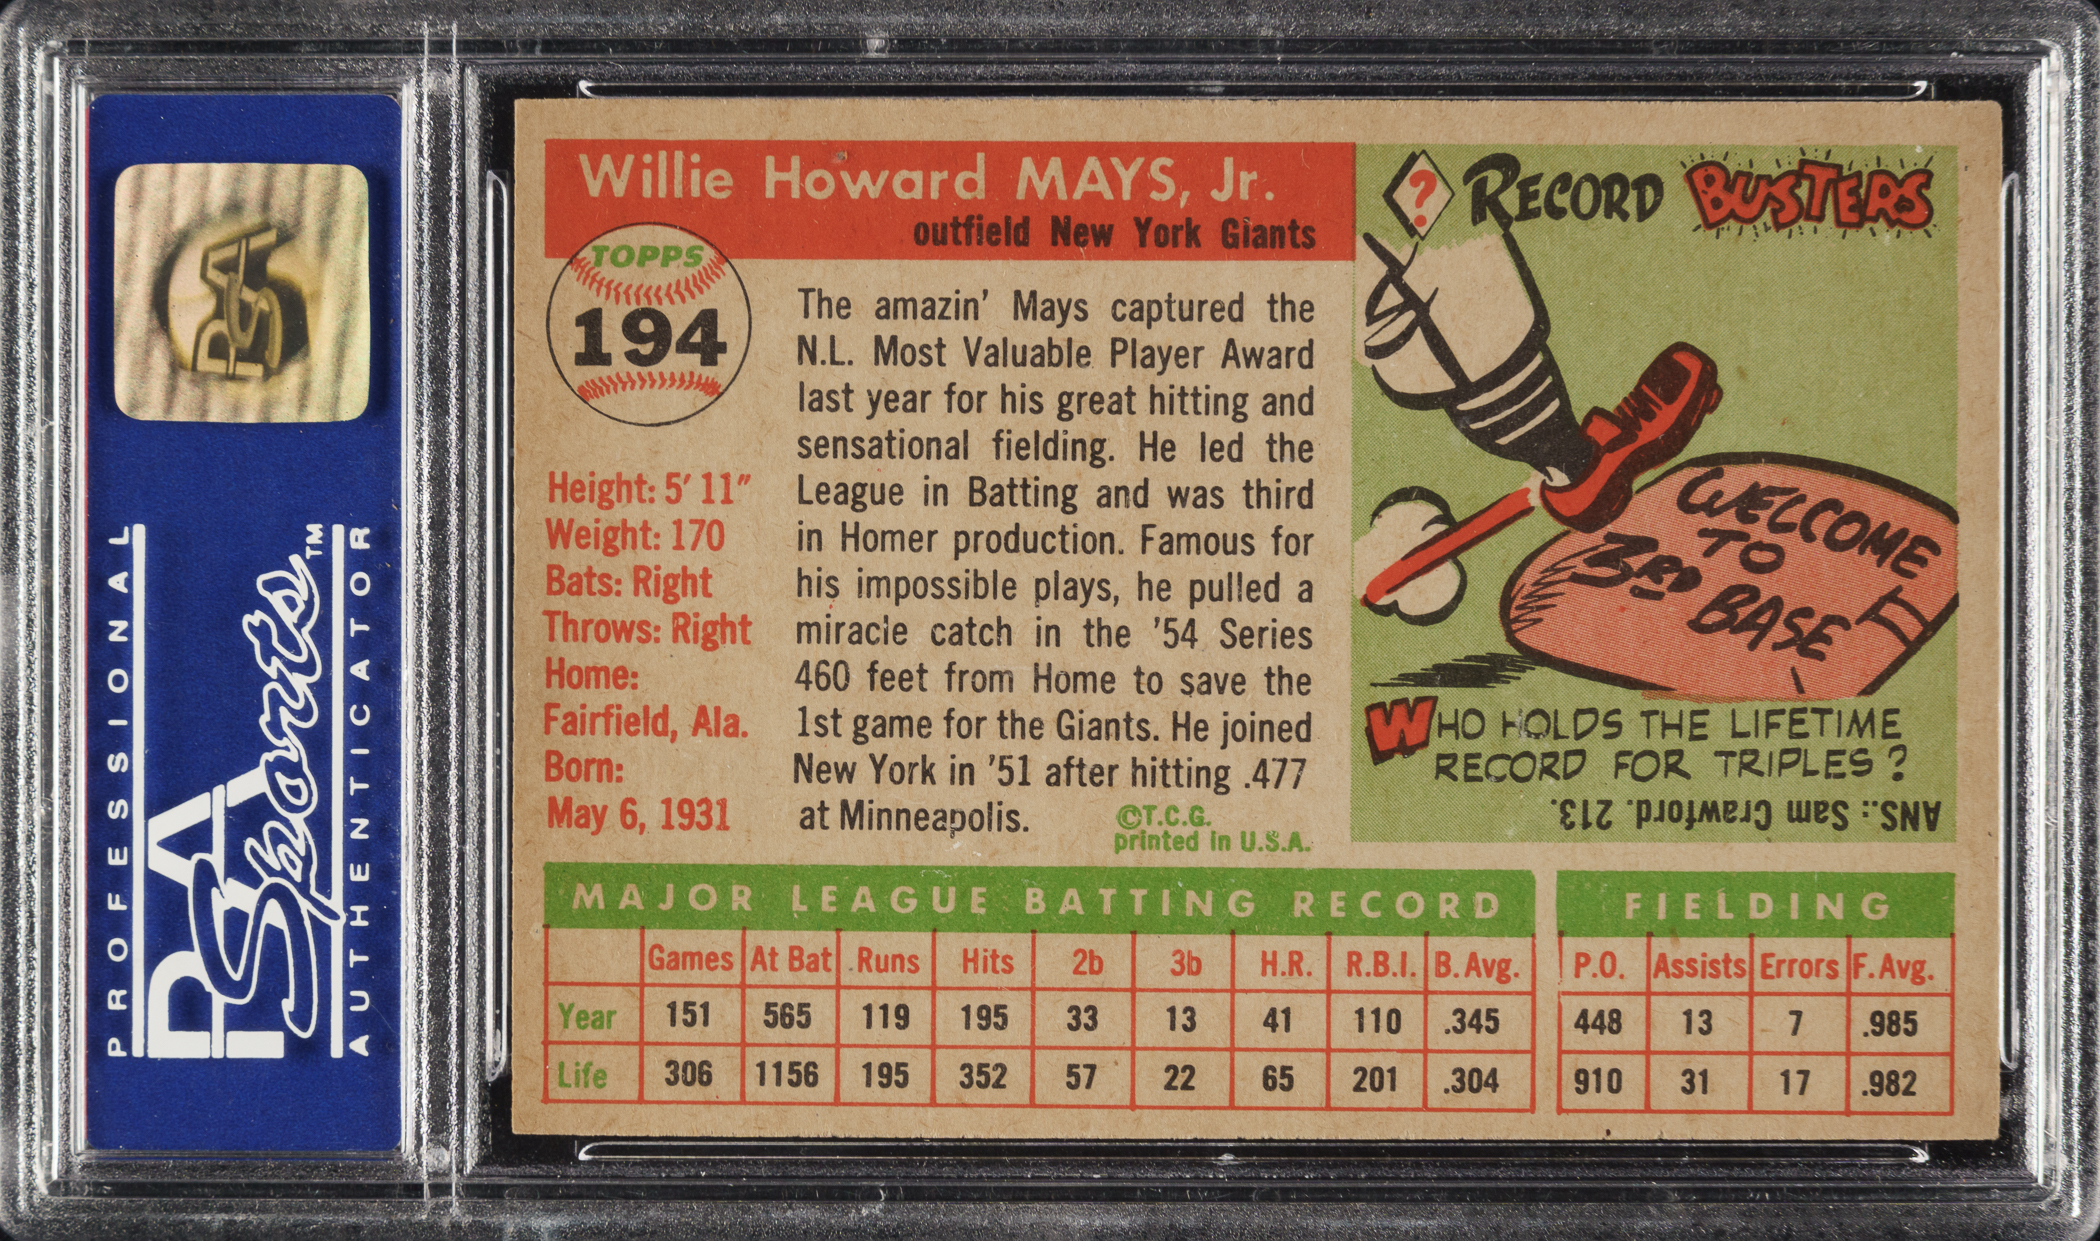 PSA
PROFESSIONAL
PSA Sports™
AUTHENTICATOR
Willie Howard MAYS, Jr.
outfield New York Giants
TOPPS
194
Height: 5' 11"
Weight: 170
Bats: Right
Throws: Right
Home:
Fairfield, Ala.
Born:
May 6, 1931
The amazin' Mays captured the
N.L. Most Valuable Player Award
last year for his great hitting and
sensational fielding. He led the
League in Batting and was third
in Homer production. Famous for
his impossible plays, he pulled a
miracle catch in the '54 Series
460 feet from Home to save the
1st game for the Giants. He joined
New York in '51 after hitting .477
at Minneapolis.
©T.C.G.
printed in U.S.A.
? RECORD BUSTERS
WELCOME
TO
3RD BASE
WHO HOLDS THE LIFETIME
RECORD FOR TRIPLES?
ANS.: Sam Crawford. 213.
MAJOR LEAGUE BATTING RECORD
Games At Bat Runs Hits 2b 3b H.R. R.B.I. B. Avg.
Year 151 565 119 195 33 13 41 110 .345
Life 306 1156 195 352 57 22 65 201 .304
FIELDING
P.O. Assists Errors F. Avg.
448 13 7 .985
910 31 17 .982